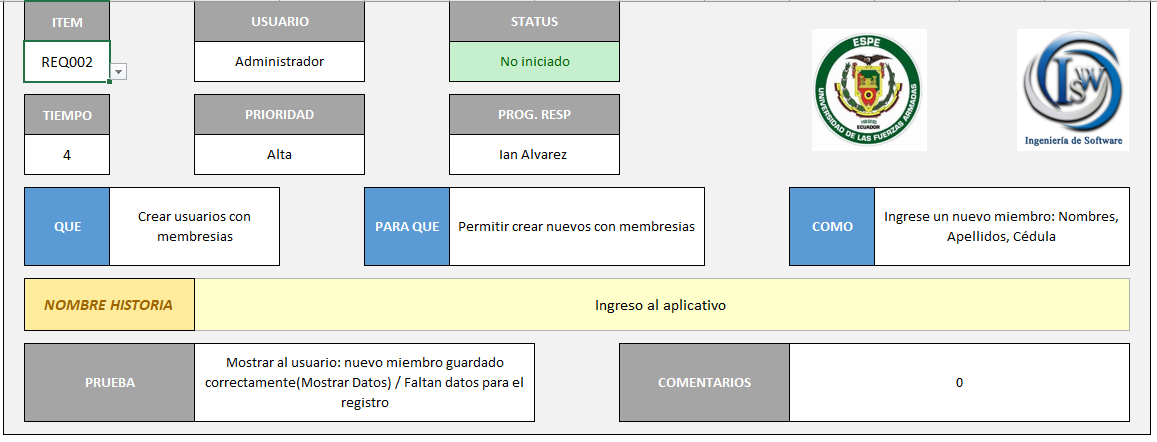 ITEM
USUARIO
STATUS
REQ002
Administrador
No iniciado
TIEMPO
PRIORIDAD
PROG. RESP
4
Alta
Ian Alvarez
ESPE
UNIVERSIDAD DE LAS FUERZAS ARMADAS
ECUADOR
ISW
Ingeniería de Software
QUE
Crear usuarios con
membresias
PARA QUE
Permitir crear nuevos con membresias
COMO
Ingrese un nuevo miembro: Nombres,
Apellidos, Cédula
NOMBRE HISTORIA
Ingreso al aplicativo
PRUEBA
Mostrar al usuario: nuevo miembro guardado
correctamente(Mostrar Datos) / Faltan datos para el
registro
COMENTARIOS
0